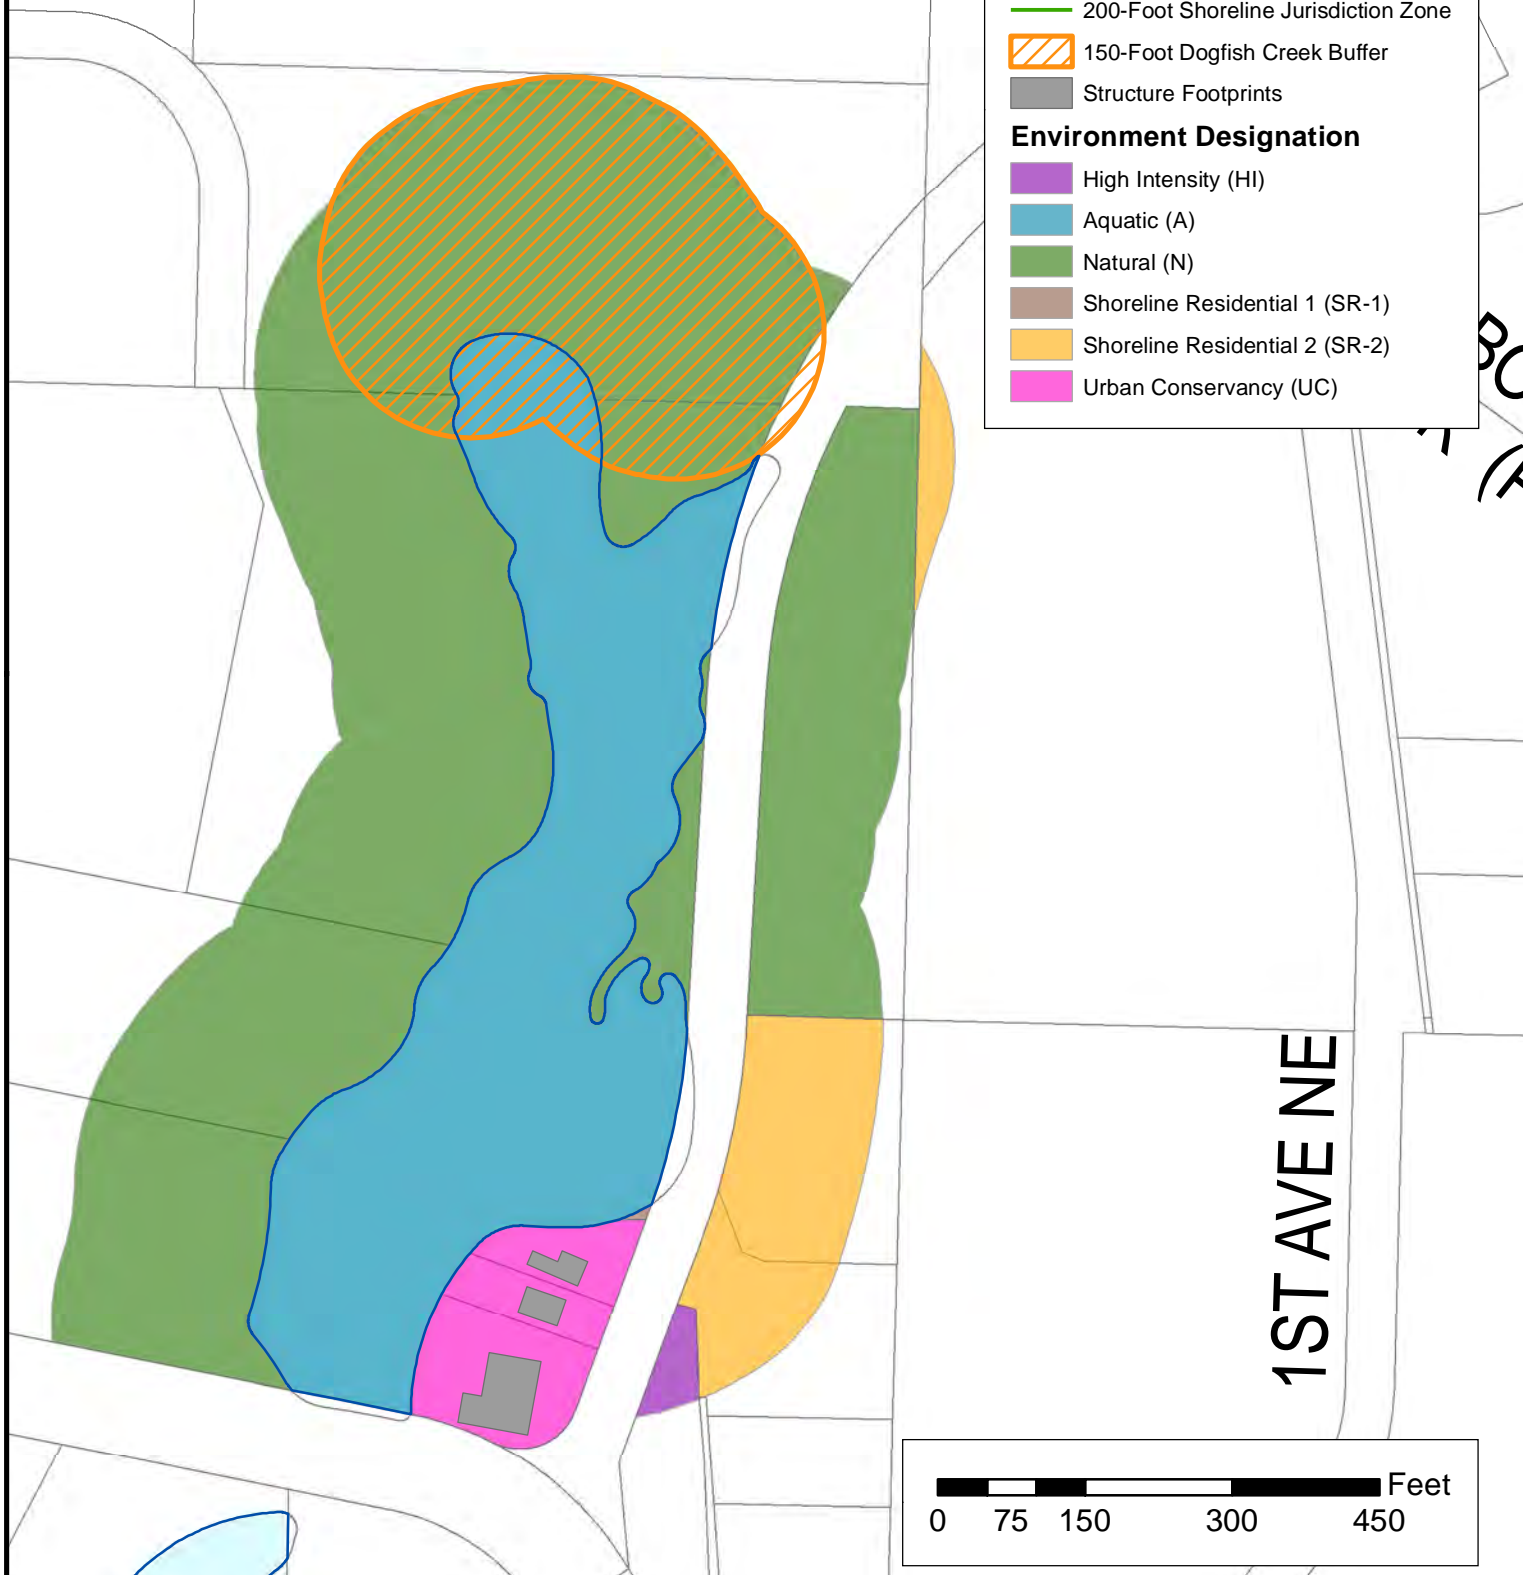 200-Foot Shoreline Jurisdiction Zone
150-Foot Dogfish Creek Buffer
Structure Footprints
Environment Designation
High Intensity (HI)
Aquatic (A)
Natural (N)
Shoreline Residential 1 (SR-1)
Shoreline Residential 2 (SR-2)
Urban Conservancy (UC)
1ST AVE NE
Feet
0 75 150 300 450